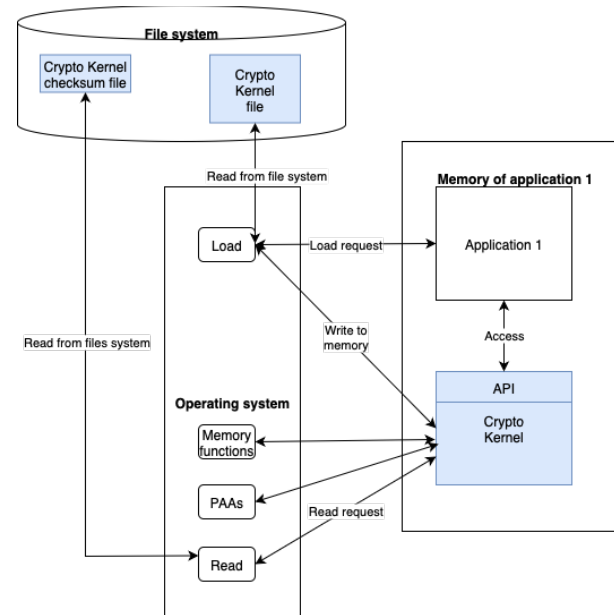 File system
Crypto Kernel
checksum file
Crypto
Kernel
file
Read from file system
Memory of application 1
Load
Load request
Application 1
Write to
memory
Access
Read from files system
API
Operating system
Crypto
Kernel
Memory
functions
PAAs
Read request
Read